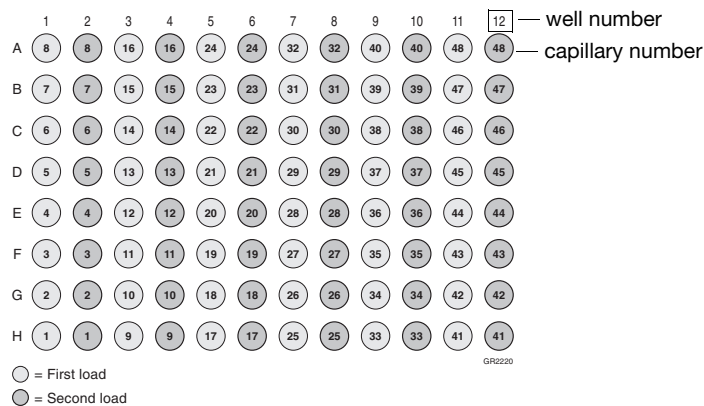 1 2 3 4 5 6 7 8 9 10 11 12 well number
A 8 8 16 16 24 24 32 32 40 40 48 48 capillary number
B 7 7 15 15 23 23 31 31 39 39 47 47
C 6 6 14 14 22 22 30 30 38 38 46 46
D 5 5 13 13 21 21 29 29 37 37 45 45
E 4 4 12 12 20 20 28 28 36 36 44 44
F 3 3 11 11 19 19 27 27 35 35 43 43
G 2 2 10 10 18 18 26 26 34 34 42 42
H 1 1 9 9 17 17 25 25 33 33 41 41
GR2220
= First load
= Second load